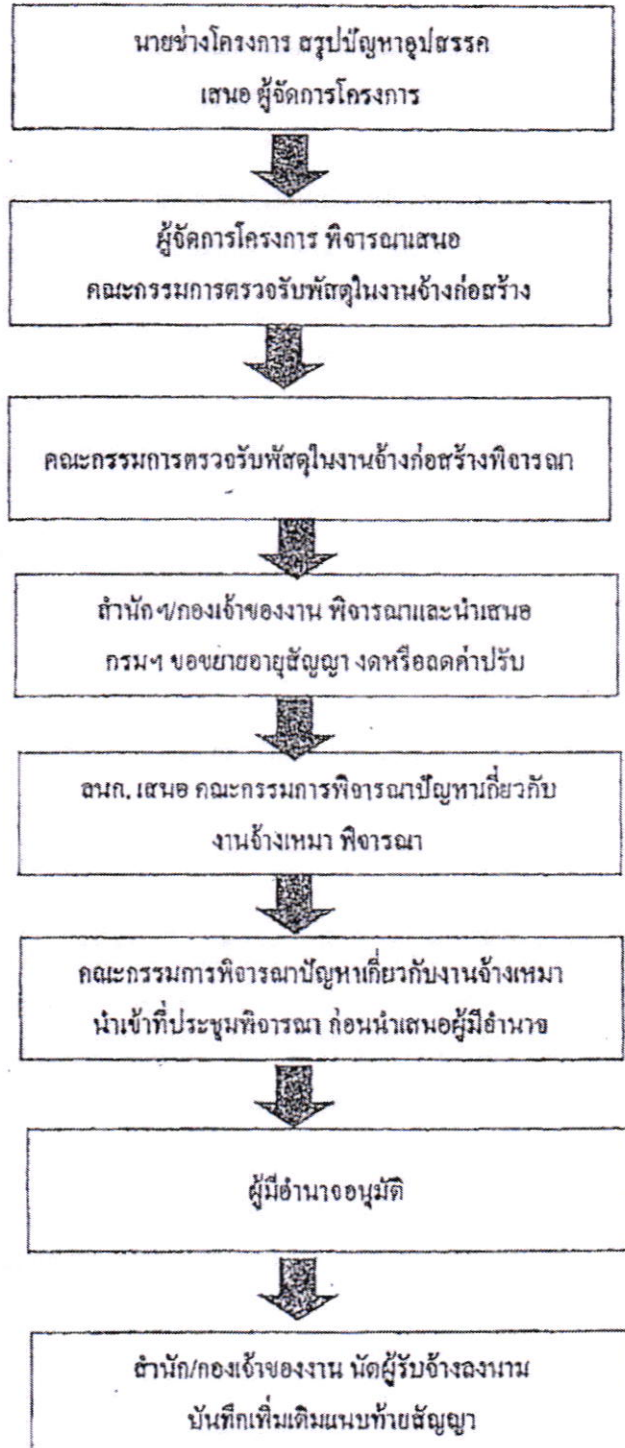 นายช่างโครงการ สรุปปัญหาอุปสรรค
เสนอ ผู้จัดการโครงการ
ผู้จัดการโครงการ พิจารณาเสนอ
คณะกรรมการตรวจรับพัสดุในงานจ้างก่อสร้าง
คณะกรรมการตรวจรับพัสดุในงานจ้างก่อสร้างพิจารณา
สำนักฯ/กองเจ้าของงาน พิจารณาและนำเสนอ
กรมฯ ขอขยายอายุสัญญา งดหรือลดค่าปรับ
ลนก. เสนอ คณะกรรมการพิจารณาปัญหาเกี่ยวกับ
งานจ้างเหมา พิจารณา
คณะกรรมการพิจารณาปัญหาเกี่ยวกับงานจ้างเหมา
นำเข้าที่ประชุมพิจารณา ก่อนนำเสนอผู้มีอำนาจ
ผู้มีอำนาจอนุมัติ
สำนัก/กองเจ้าของงาน นัดผู้รับจ้างลงนาม
บันทึกเพิ่มเติมแนบท้ายสัญญา